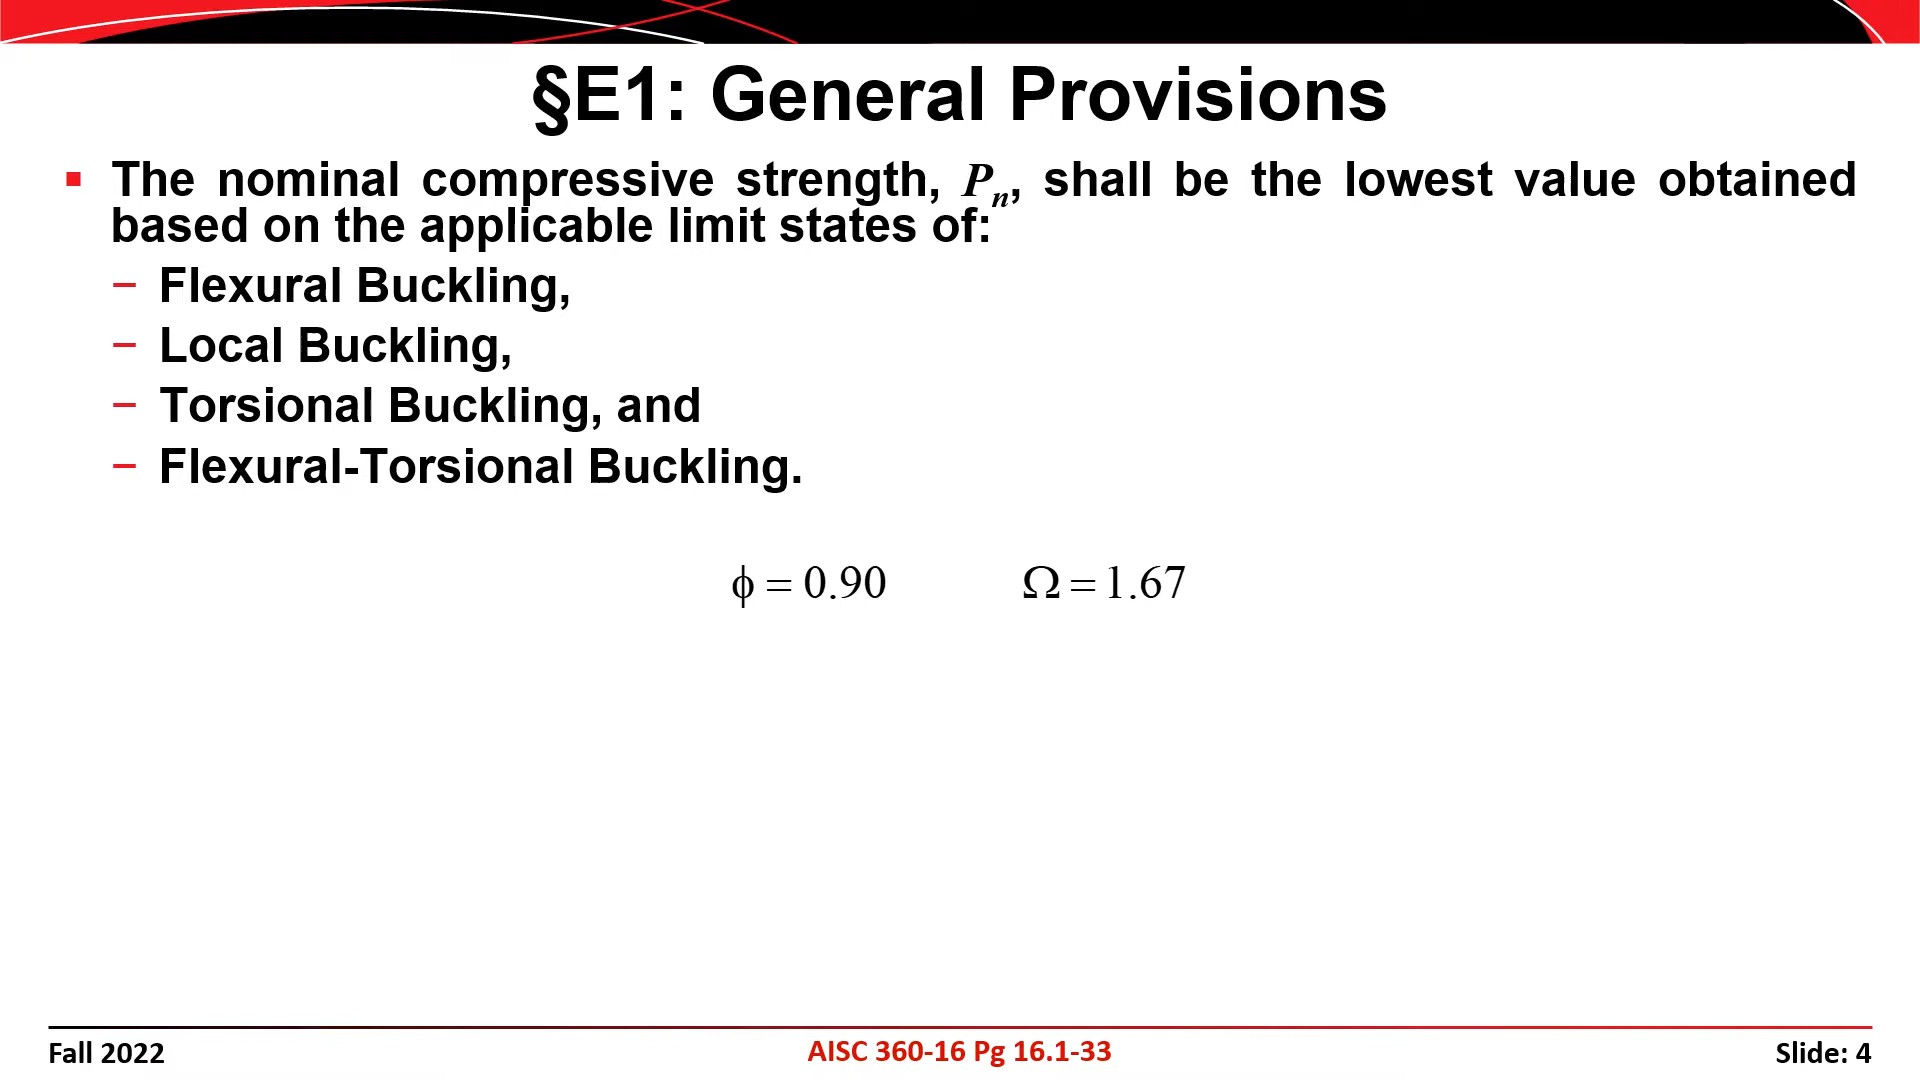 §E1: General Provisions
▪ The nominal compressive strength, Pn, shall be the lowest value obtained
based on the applicable limit states of:
− Flexural Buckling,
− Local Buckling,
− Torsional Buckling, and
− Flexural-Torsional Buckling.
ϕ = 0.90 Ω = 1.67
Fall 2022 AISC 360-16 Pg 16.1-33 Slide: 4